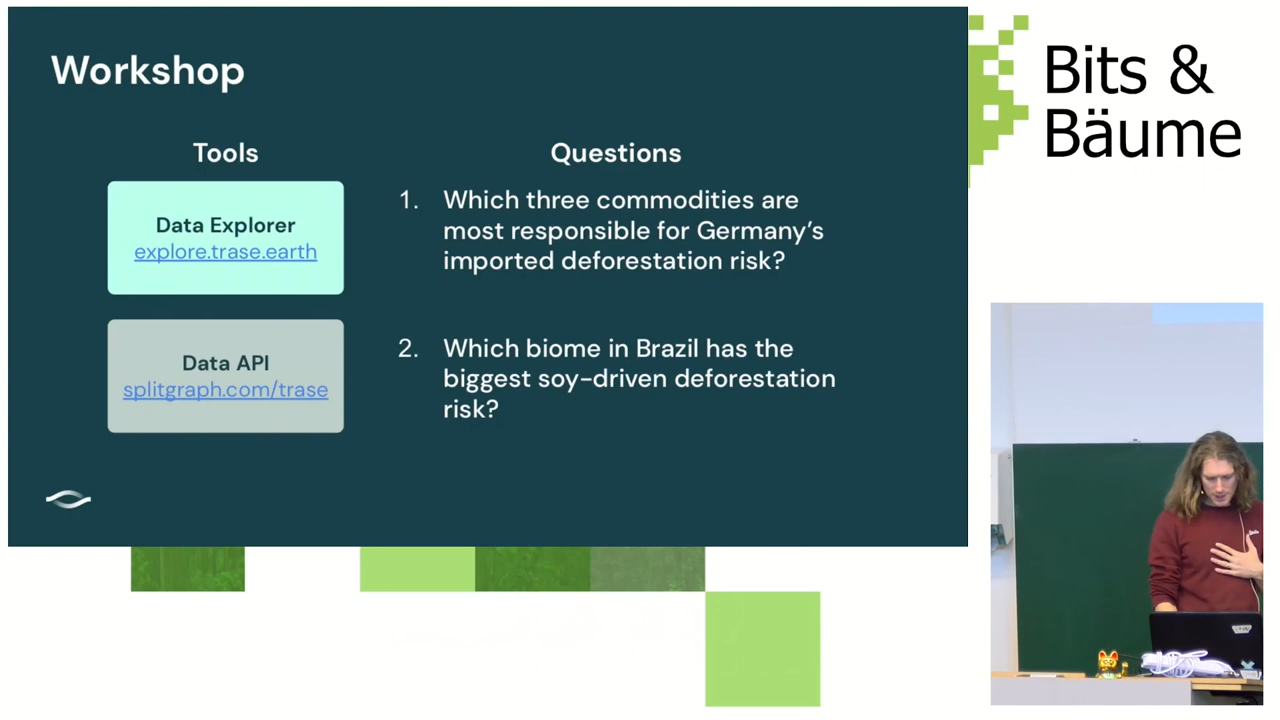 Workshop
Tools
Data Explorer
explore.trase.earth
Data API
splitgraph.com/trase
Questions
1. Which three commodities are
most responsible for Germany's
imported deforestation risk?
2. Which biome in Brazil has the
biggest soy-driven deforestation
risk?
Bits &
Bäume